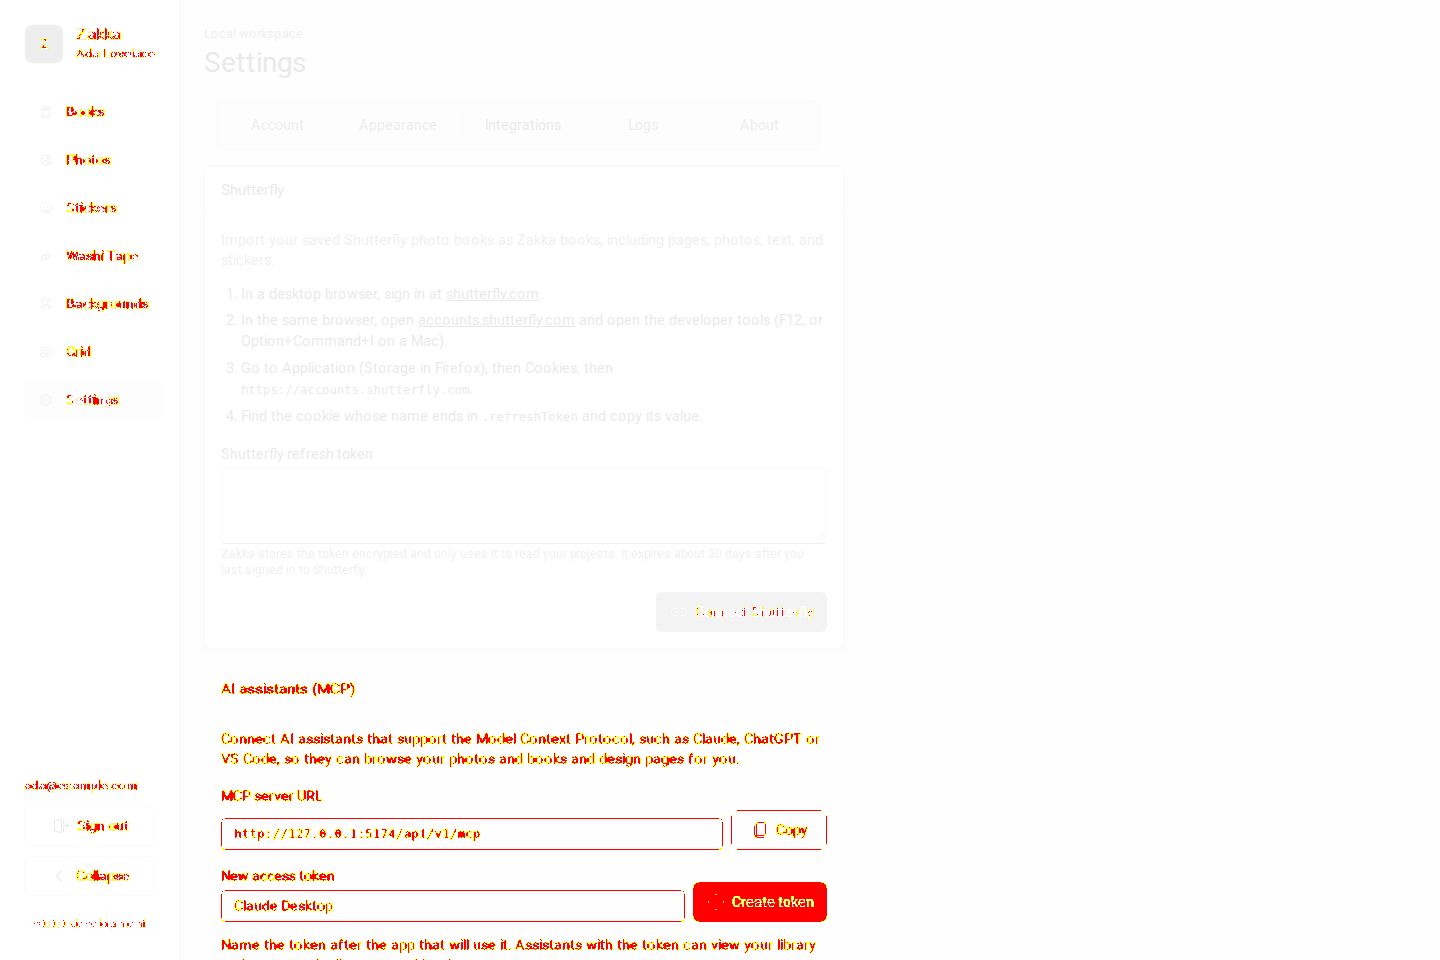 Z
Zakka
Ada Lovelace
Books
Photos
Stickers
Washi Tape
Backgrounds
Grid
Settings
ada@example.com
Sign out
Collapse
Local workspace
Settings
Account
Appearance
Integrations
Logs
About
Shutterfly
Import your saved Shutterfly photo books as Zakka books, including pages, photos, text, and
stickers.
1. In a desktop browser, sign in at shutterfly.com.
2. In the same browser, open accounts.shutterfly.com and open the developer tools (F12, or
Option+Command+I on a Mac).
3. Go to Application (Storage in Firefox), then Cookies, then
https://accounts.shutterfly.com.
4. Find the cookie whose name ends in .refreshToken and copy its value.
Shutterfly refresh token
Zakka stores the token encrypted and only uses it to read your projects. It expires about 30 days after you
last signed in to Shutterfly.
Connect Shutterfly
AI assistants (MCP)
Connect AI assistants that support the Model Context Protocol, such as Claude, ChatGPT or
VS Code, so they can browse your photos and books and design pages for you.
MCP server URL
http://127.0.0.1:5174/api/v1/mcp
Copy
New access token
Claude Desktop
Create token
Name the token after the app that will use it. Assistants with the token can view your library